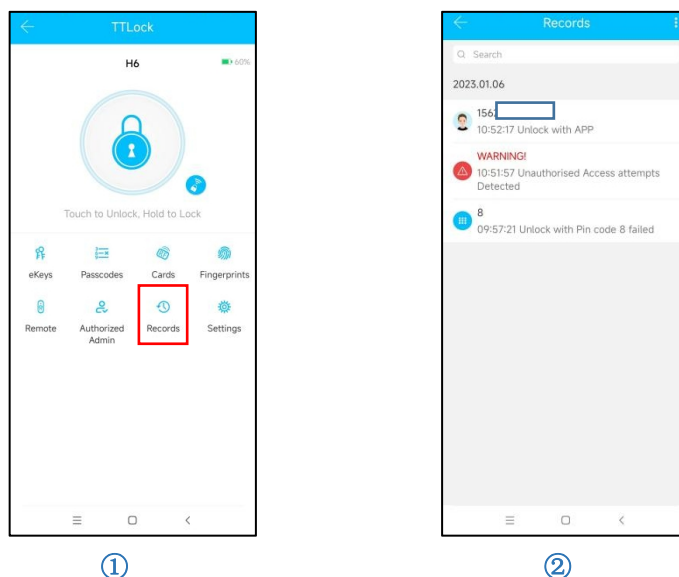 TTLock
H6
60%
Touch to Unlock, Hold to Lock
eKeys
Passcodes
Cards
Fingerprints
Remote
Authorized
Admin
Records
Settings
①
Records
Search
2023.01.06
156
10:52:17 Unlock with APP
WARNING!
10:51:57 Unauthorised Access attempts
Detected
8
09:57:21 Unlock with Pin code 8 failed
②